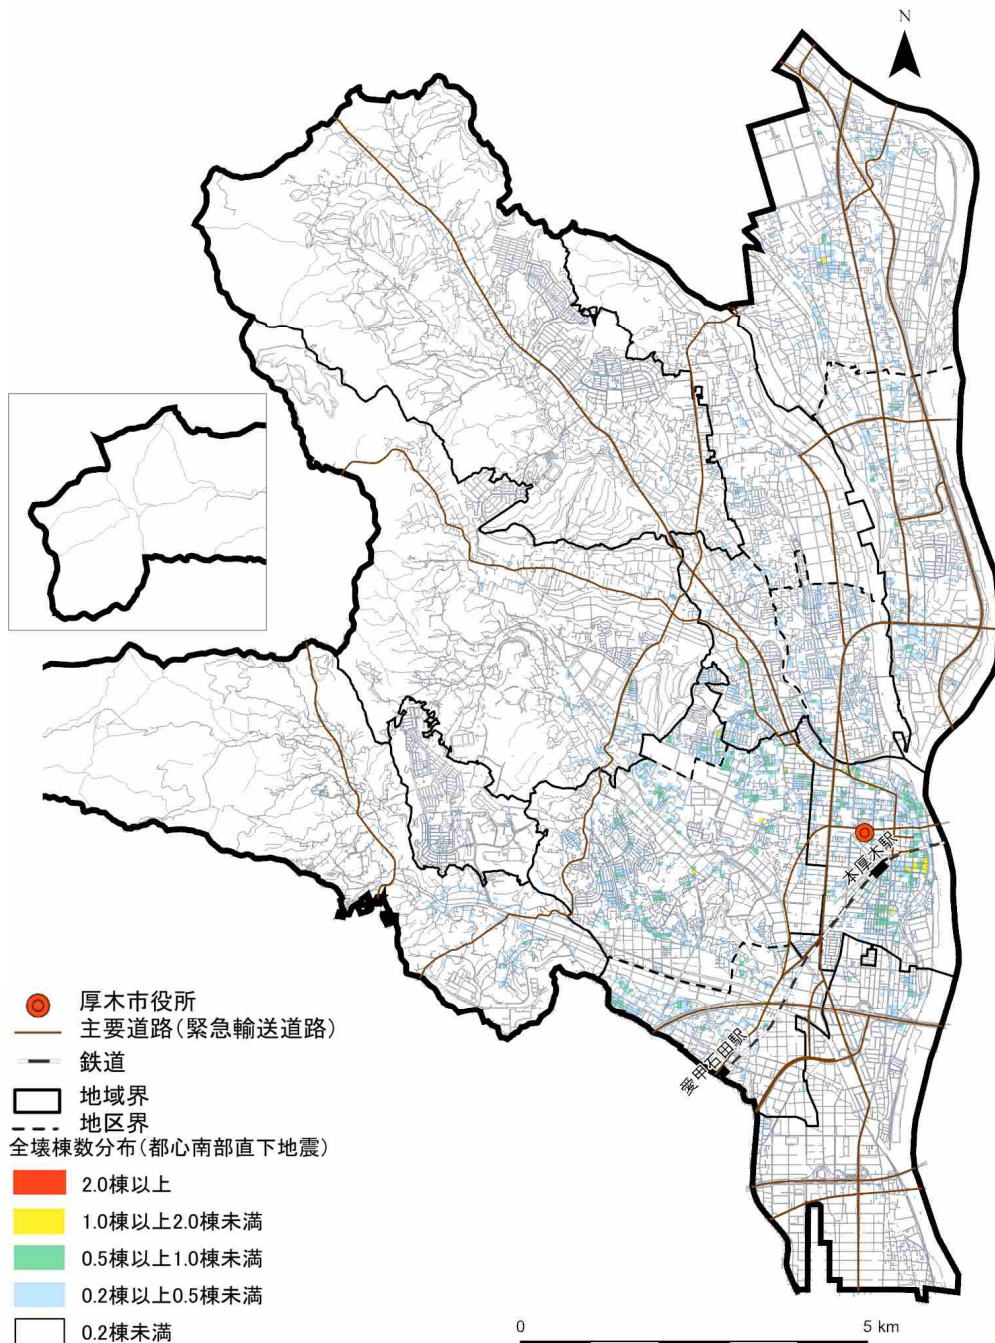 N
本厚木駅
愛甲石田駅
厚木市役所
主要道路(緊急輸送道路)
鉄道
地域界
地区界
全壊棟数分布(都心南部直下地震)
2.0棟以上
1.0棟以上2.0棟未満
0.5棟以上1.0棟未満
0.2棟以上0.5棟未満
0.2棟未満
0 5 km